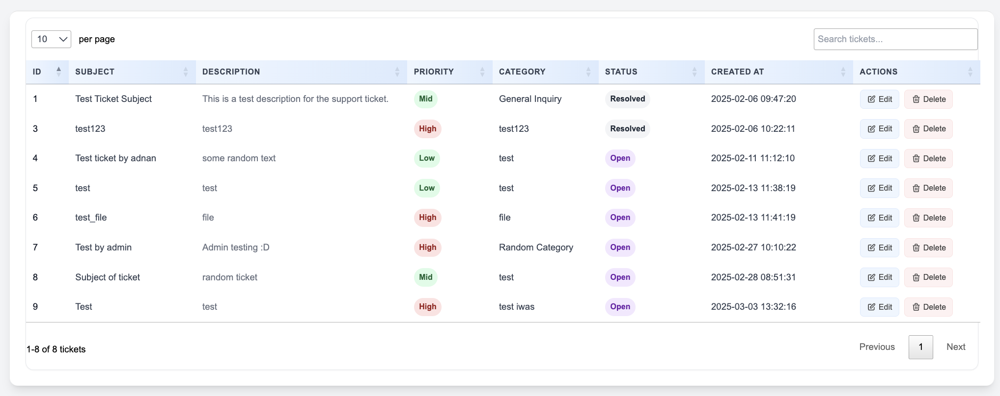 10 per page Search tickets...
ID SUBJECT DESCRIPTION PRIORITY CATEGORY STATUS CREATED AT ACTIONS
1 Test Ticket Subject This is a test description for the support ticket. Mid General Inquiry Resolved 2025-02-06 09:47:20 Edit Delete
3 test123 test123 High test123 Resolved 2025-02-06 10:22:11 Edit Delete
4 Test ticket by adnan some random text Low test Open 2025-02-11 11:12:10 Edit Delete
5 test test Low test Open 2025-02-13 11:38:19 Edit Delete
6 test_file file High file Open 2025-02-13 11:41:19 Edit Delete
7 Test by admin Admin testing :D High Random Category Open 2025-02-27 10:10:22 Edit Delete
8 Subject of ticket random ticket Mid test Open 2025-02-28 08:51:31 Edit Delete
9 Test test High test iwas Open 2025-03-03 13:32:16 Edit Delete
1-8 of 8 tickets Previous 1 Next